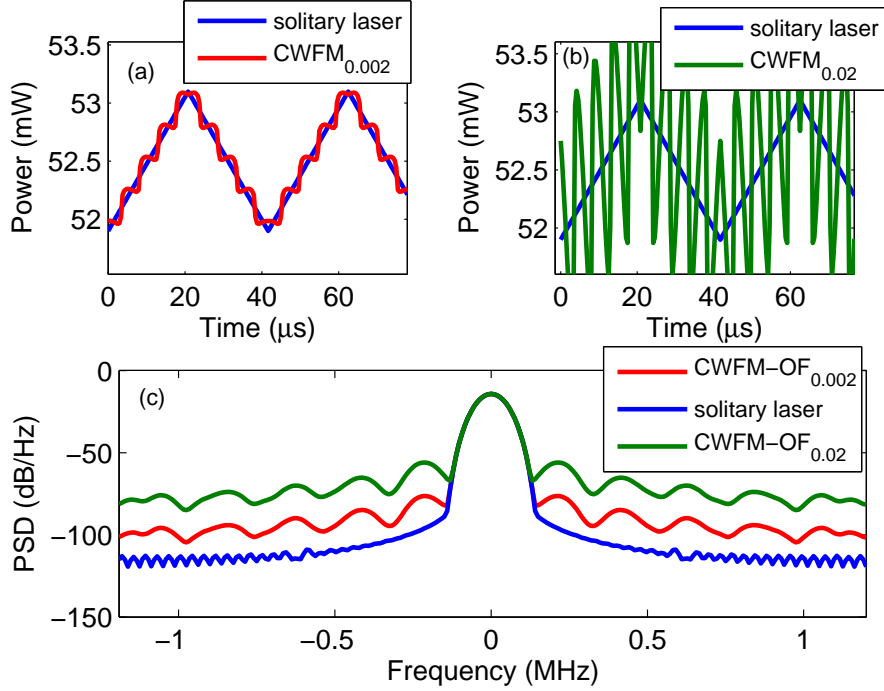 solitary laser
CWFM0.002
(a)
53.5
53
52.5
52
Power (mW)
0
20
40
60
Time (μs)
solitary laser
CWFM0.02
(b)
53.5
53
52.5
52
Power (mW)
0
20
40
60
Time (μs)
CWFM−OF0.002
solitary laser
CWFM−OF0.02
(c)
0
−50
−100
−150
PSD (dB/Hz)
−1
−0.5
0
0.5
1
Frequency (MHz)